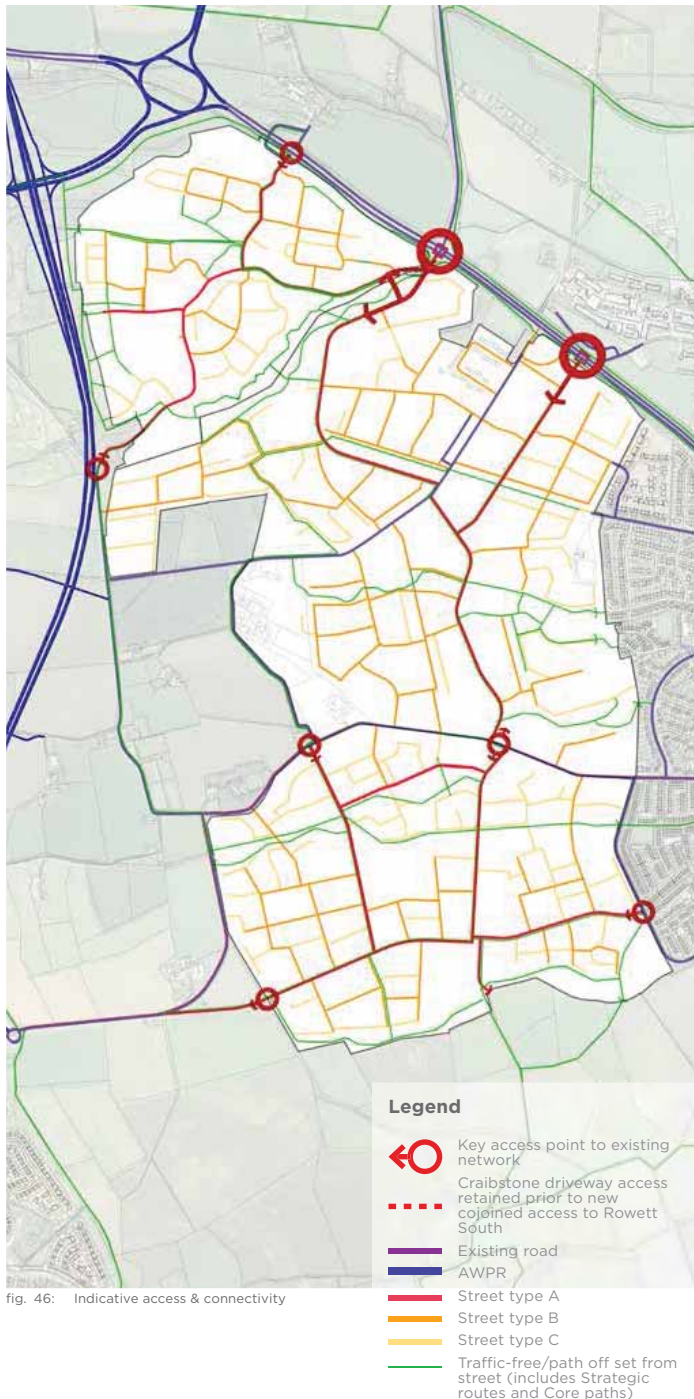 Legend
Key access point to existing
network
Craibstone driveway access
retained prior to new
cojoined access to Rowett
South
Existing road
AWPR
Street type A
Street type B
Street type C
Traffic-free/path off set from
street (includes Strategic
routes and Core paths)
fig. 46: Indicative access & connectivity